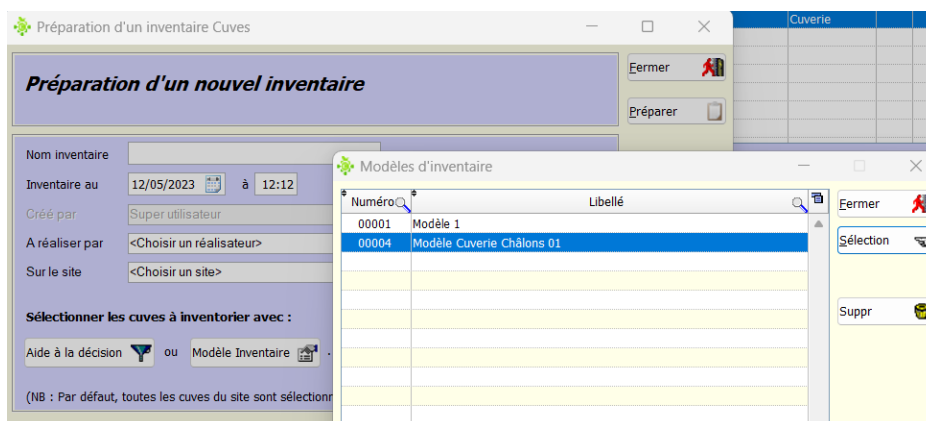 Préparation d'un inventaire Cuves
Cuverie
Préparation d'un nouvel inventaire
Fermer
Préparer
Nom inventaire
Inventaire au 12/05/2023 à 12:12
Créé par Super utilisateur
A réaliser par <Choisir un réalisateur>
Sur le site <Choisir un site>
Sélectionner les cuves à inventorier avec :
Aide à la décision ou Modèle Inventaire .
(NB : Par défaut, toutes les cuves du site sont sélectionn
Modèles d'inventaire
Numéro Libellé
00001 Modèle 1
00004 Modèle Cuverie Châlons 01
Fermer
Sélection
Suppr